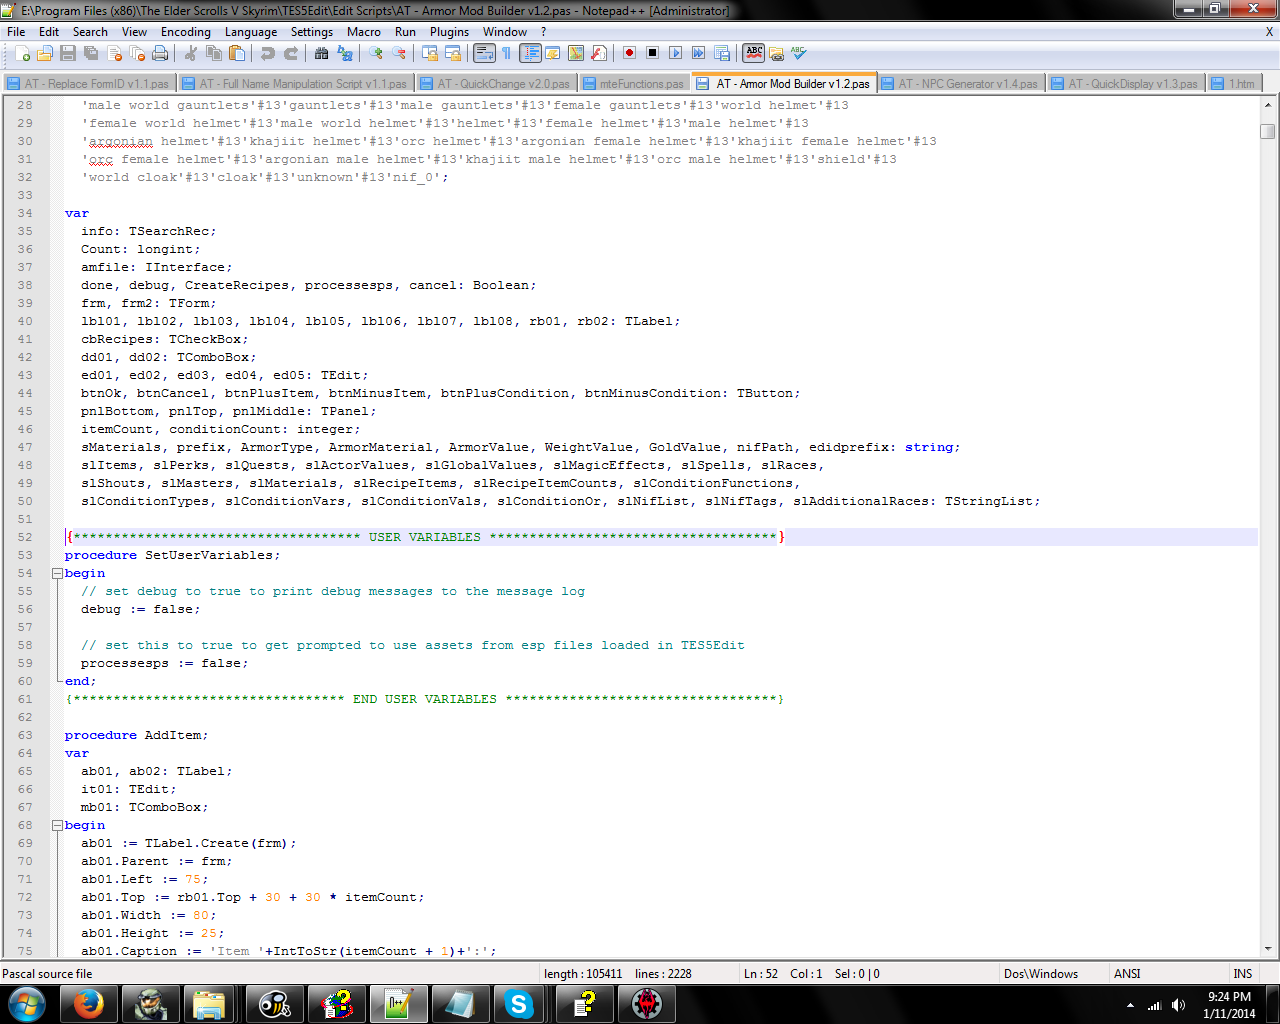 E:\Program Files (x86)\The Elder Scrolls V Skyrim\TES5Edit\Edit Scripts\AT - Armor Mod Builder v1.2.pas - Notepad++ [Administrator]
File Edit Search View Encoding Language Settings Macro Run Plugins Window ? X
AT - Replace FormID v1.1.pas AT - Full Name Manipulation Script v1.1.pas AT - QuickChange v2.0.pas mteFunctions.pas AT - Armor Mod Builder v1.2.pas AT - NPC Generator v1.4.pas AT - QuickDisplay v1.3.pas 1.htm
28 'male world gauntlets'#13'gauntlets'#13'male gauntlets'#13'female gauntlets'#13'world helmet'#13
29 'female world helmet'#13'male world helmet'#13'helmet'#13'female helmet'#13'male helmet'#13
30 'argonian helmet'#13'khajiit helmet'#13'orc helmet'#13'argonian female helmet'#13'khajiit female helmet'#13
31 'orc female helmet'#13'argonian male helmet'#13'khajiit male helmet'#13'orc male helmet'#13'shield'#13
32 'world cloak'#13'cloak'#13'unknown'#13'nif_0';
33
34 var
35 info: TSearchRec;
36 Count: longint;
37 amfile: IInterface;
38 done, debug, CreateRecipes, processesps, cancel: Boolean;
39 frm, frm2: TForm;
40 lbl01, lbl02, lbl03, lbl04, lbl05, lbl06, lbl07, lbl08, rb01, rb02: TLabel;
41 cbRecipes: TCheckBox;
42 dd01, dd02: TComboBox;
43 ed01, ed02, ed03, ed04, ed05: TEdit;
44 btnOk, btnCancel, btnPlusItem, btnMinusItem, btnPlusCondition, btnMinusCondition: TButton;
45 pnlBottom, pnlTop, pnlMiddle: TPanel;
46 itemCount, conditionCount: integer;
47 sMaterials, prefix, ArmorType, ArmorMaterial, ArmorValue, WeightValue, GoldValue, nifPath, edidprefix: string;
48 slItems, slPerks, slQuests, slActorValues, slGlobalValues, slMagicEffects, slSpells, slRaces,
49 slShouts, slMasters, slMaterials, slRecipeItems, slRecipeItemCounts, slConditionFunctions,
50 slConditionTypes, slConditionVars, slConditionVals, slConditionOr, slNifList, slNifTags, slAdditionalRaces: TStringList;
51
52 {************************************ USER VARIABLES ************************************}
53 procedure SetUserVariables;
54 begin
55 // set debug to true to print debug messages to the message log
56 debug := false;
57
58 // set this to true to get prompted to use assets from esp files loaded in TES5Edit
59 processesps := false;
60 end;
61 {********************************** END USER VARIABLES **********************************}
62
63 procedure AddItem;
64 var
65 ab01, ab02: TLabel;
66 it01: TEdit;
67 mb01: TComboBox;
68 begin
69 ab01 := TLabel.Create(frm);
70 ab01.Parent := frm;
71 ab01.Left := 75;
72 ab01.Top := rb01.Top + 30 + 30 * itemCount;
73 ab01.Width := 80;
74 ab01.Height := 25;
75 ab01.Caption := 'Item '+IntToStr(itemCount + 1)+':';
Pascal source file length : 105411 lines : 2228 Ln : 52 Col : 1 Sel : 0 | 0 Dos\Windows ANSI INS
9:24 PM
1/11/2014